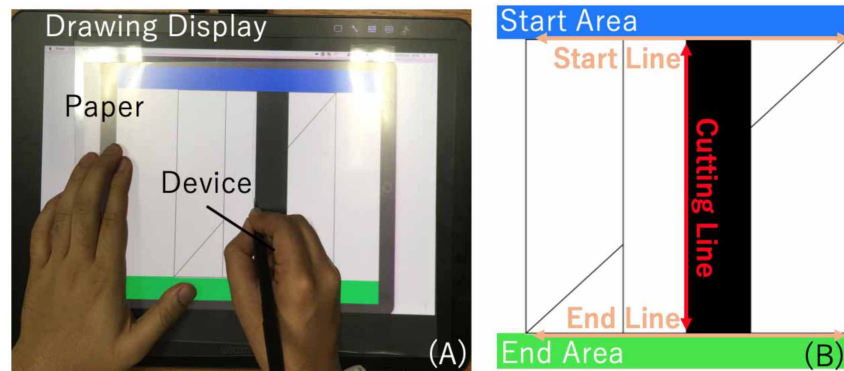 Drawing Display
Paper
Device
(A)
Start Area
Start Line
Cutting Line
End Line
End Area
(B)